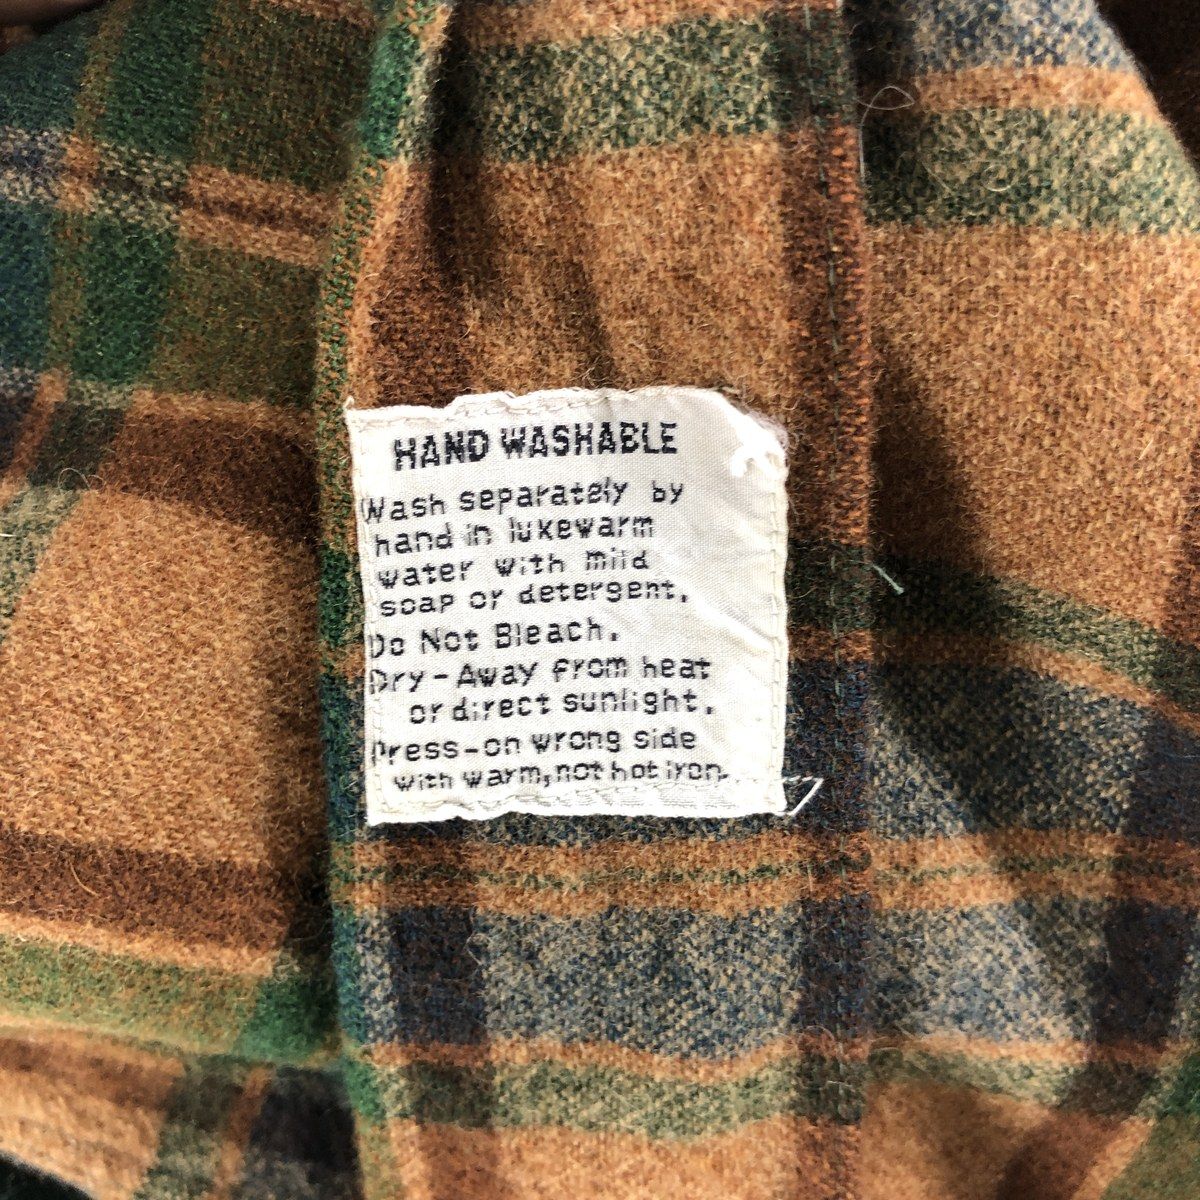 HAND WASHABLE
Wash separately by
hand in lukewarm
water with mild
soap or detergent.
Do Not Bleach.
Dry-Away from heat
or direct sunlight.
Press-on wrong side
with warm, not hot iron.